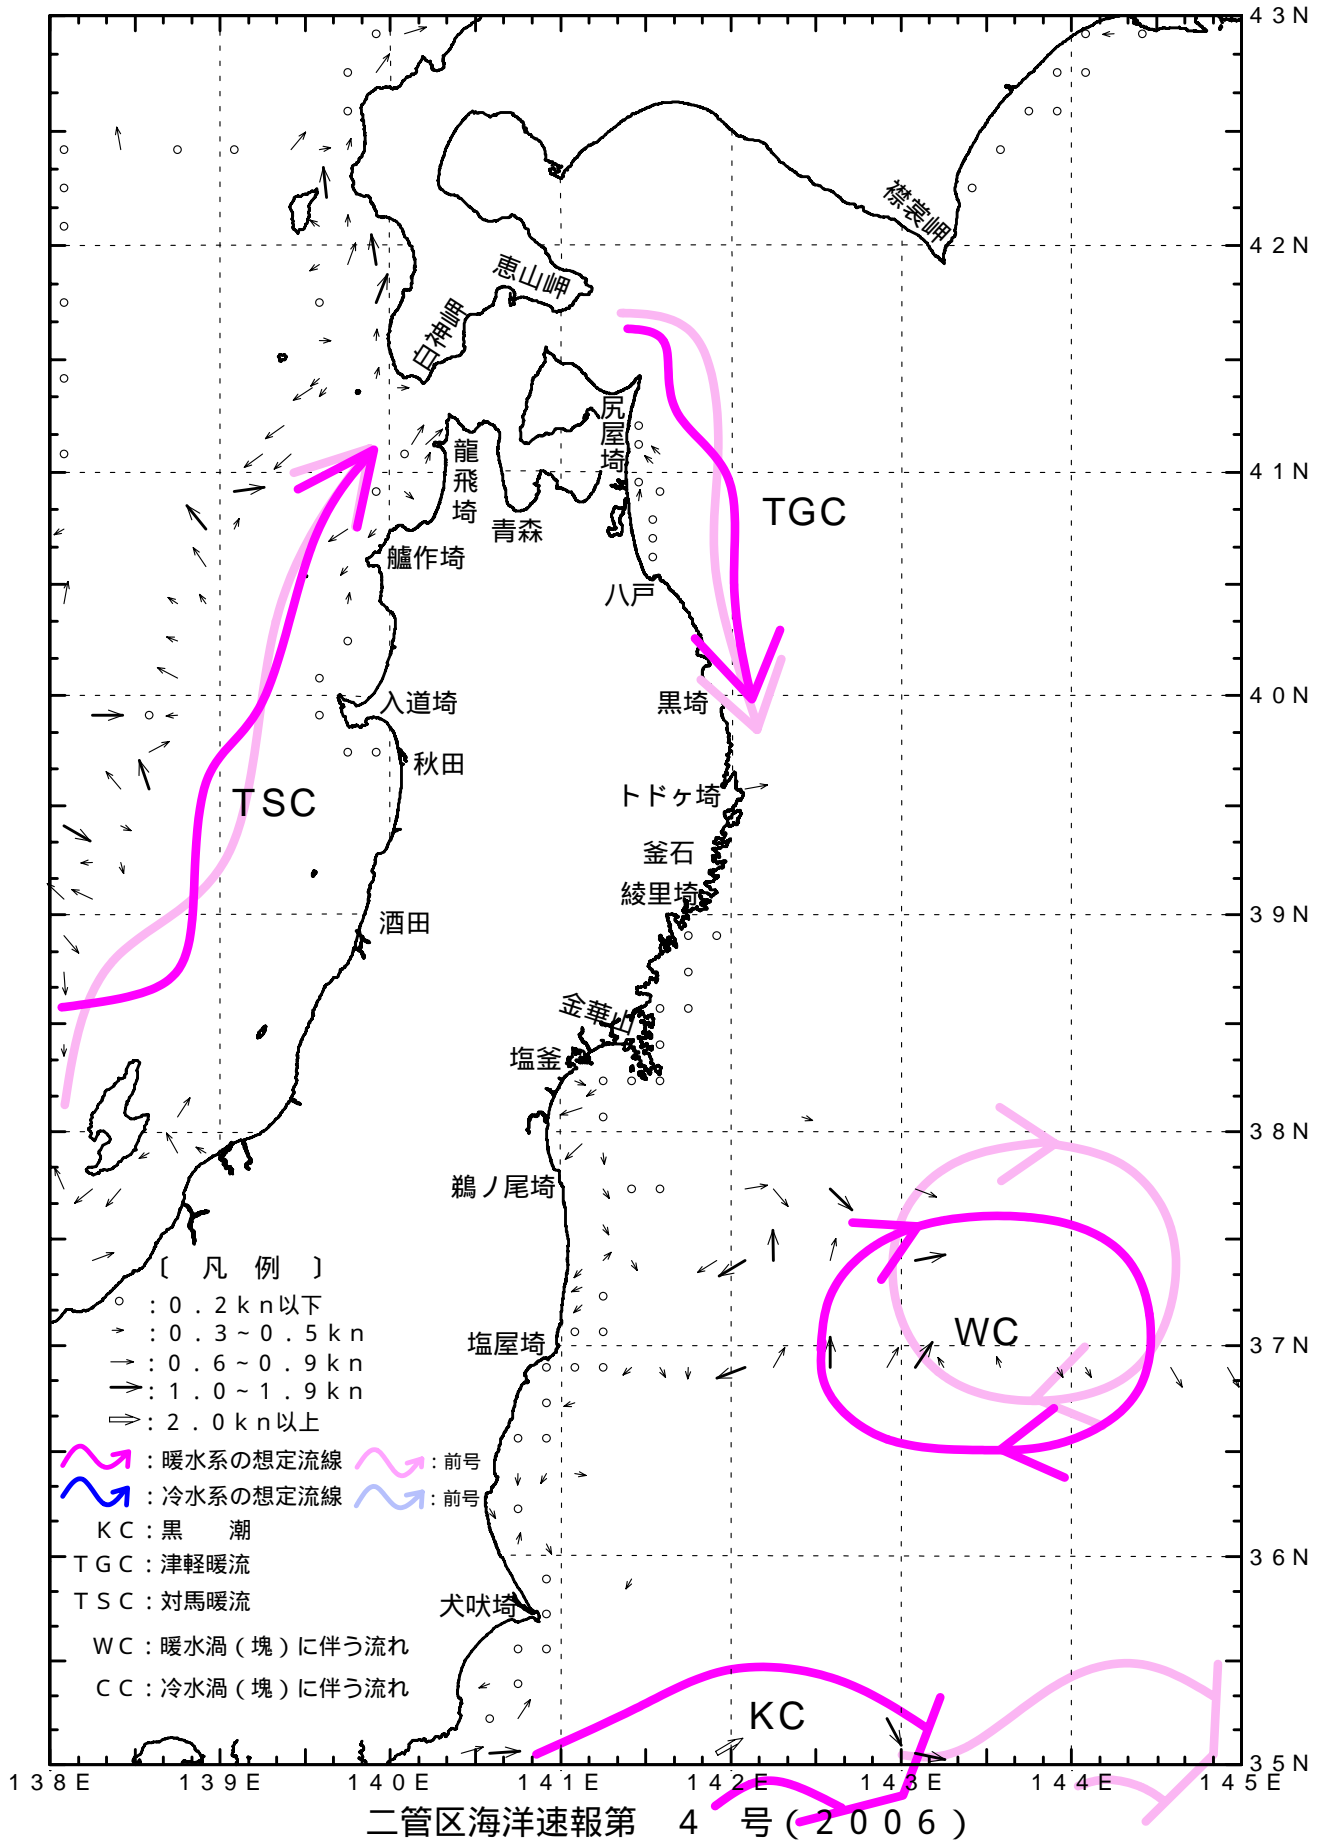 43N
襟裳岬
42N
恵山岬
白神岬
尻屋埼
龍飛埼
41N
TGC
青森
艫作埼
八戸
入道埼
黒埼
40N
秋田
TSC
トドヶ埼
釜石
綾里埼
39N
酒田
金華山
塩釜
38N
鵜ノ尾埼
〔 凡 例 〕
：０．２ｋｎ以下
：０．３~０．５ｋｎ
：０．６~０．９ｋｎ
：１．０~１．９ｋｎ
：２．０ｋｎ以上
塩屋埼
WC
37N
：暖水系の想定流線 ：前号
：冷水系の想定流線 ：前号
ＫＣ：黒　潮
ＴＧＣ：津軽暖流
ＴＳＣ：対馬暖流
ＷＣ：暖水渦（塊）に伴う流れ
ＣＣ：冷水渦（塊）に伴う流れ
36N
犬吠埼
KC
35N
138E 139E 140E 141E 142E 143E 144E 145E
二管区海洋速報第　４　号（２００６）